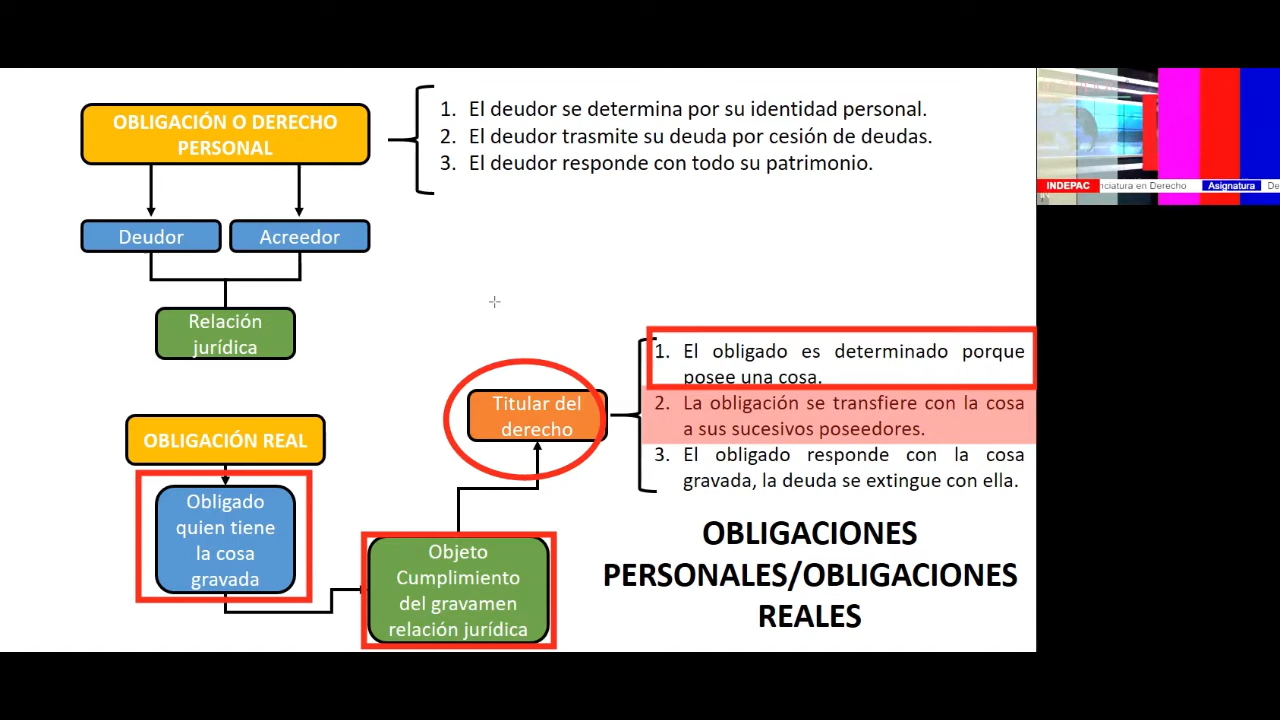 OBLIGACIÓN O DERECHO
PERSONAL
1. El deudor se determina por su identidad personal.
2. El deudor trasmite su deuda por cesión de deudas.
3. El deudor responde con todo su patrimonio.
Deudor
Acreedor
Relación
jurídica
INDEPAC
nciatura en Derecho
Asignatura
De
OBLIGACIÓN REAL
Obligado
quien tiene
la cosa
gravada
Objeto
Cumplimiento
del gravamen
relación jurídica
Titular del
derecho
1. El obligado es determinado porque
posee una cosa.
2. La obligación se transfiere con la cosa
a sus sucesivos poseedores.
3. El obligado responde con la cosa
gravada, la deuda se extingue con ella.
OBLIGACIONES
PERSONALES/OBLIGACIONES
REALES